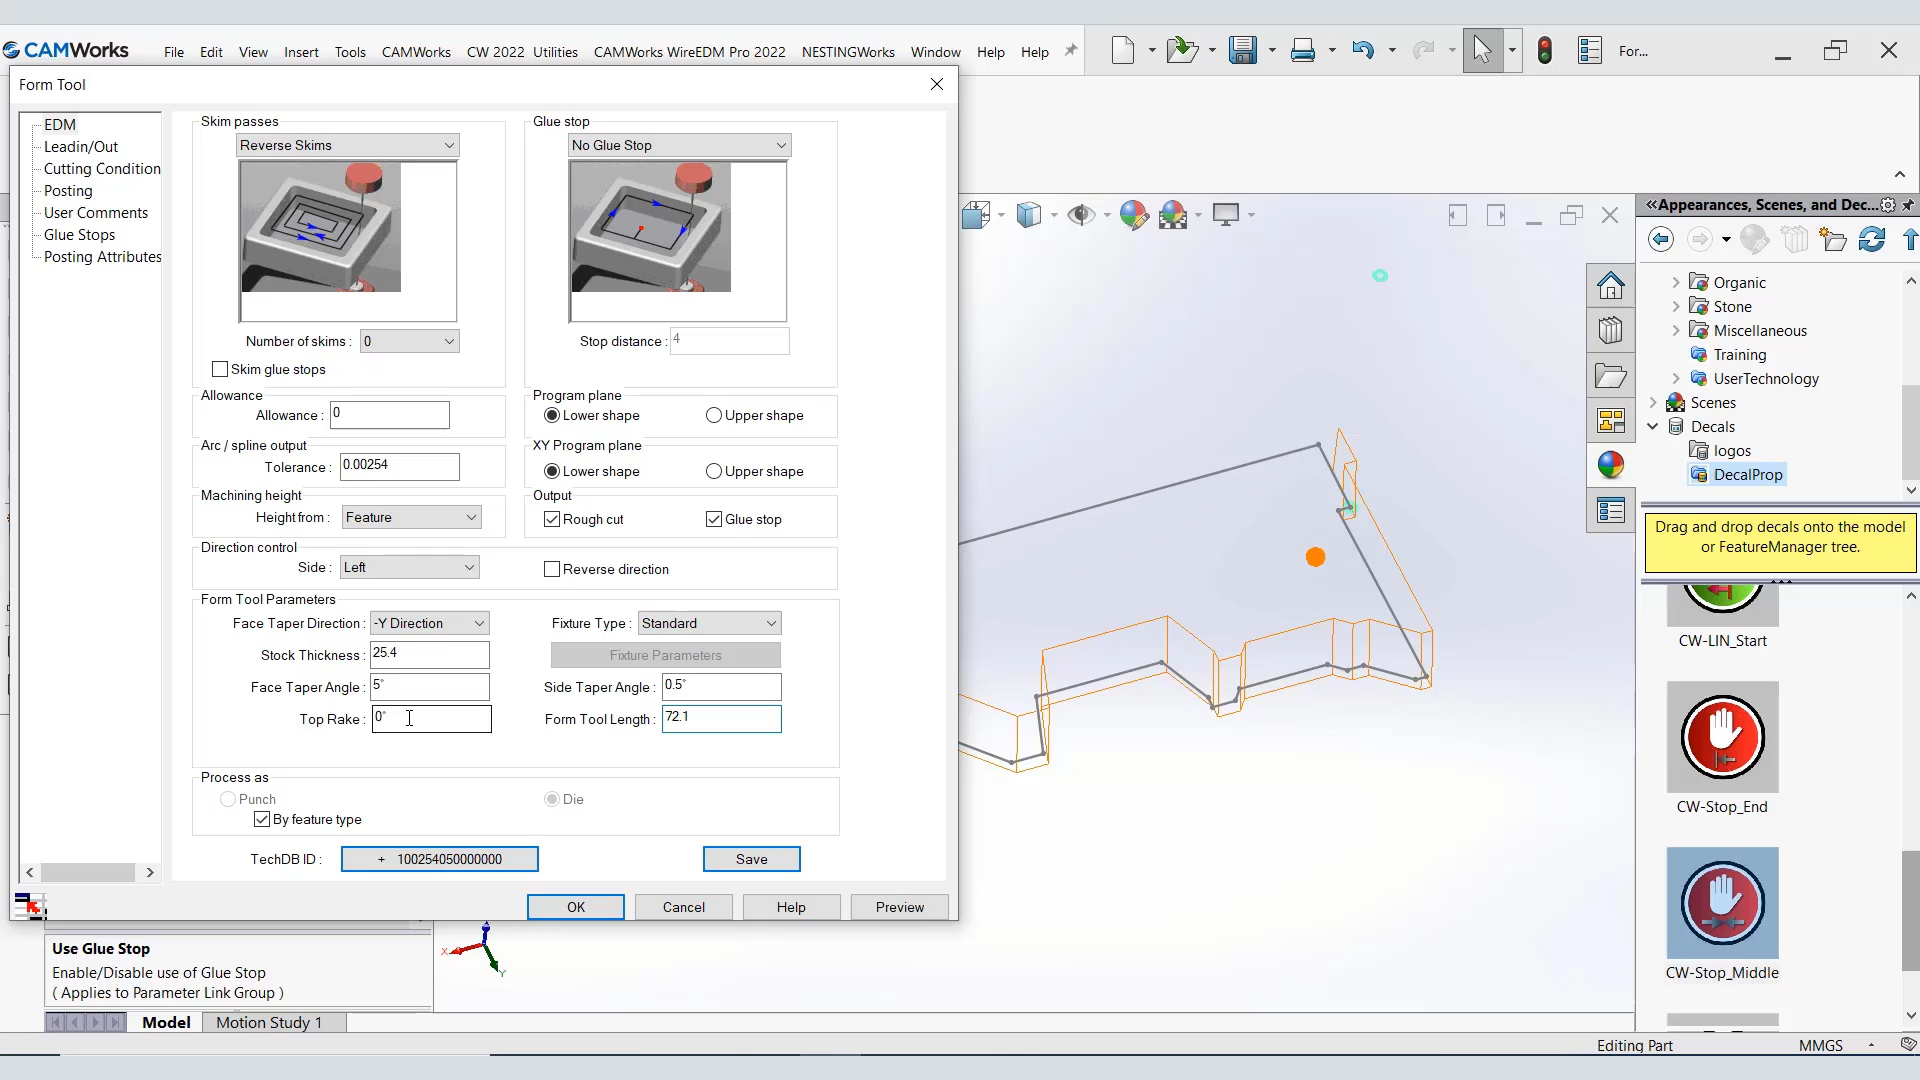 CAMWorks File Edit View Insert Tools CAMWorks CW 2022 Utilities CAMWorks WireEDM Pro 2022 NESTINGWorks Window Help Help For...
Form Tool
EDM
Leadin/Out
Cutting Condition
Posting
User Comments
Glue Stops
Posting Attributes
Skim passes
Reverse Skims
Number of skims : 0
Skim glue stops
Glue stop
No Glue Stop
Stop distance : 4
Allowance
Allowance : 0
Program plane
Lower shape Upper shape
Arc / spline output
Tolerance : 0.00254
XY Program plane
Lower shape Upper shape
Machining height
Height from : Feature
Output
Rough cut Glue stop
Direction control
Side : Left Reverse direction
Form Tool Parameters
Face Taper Direction : -Y Direction Fixture Type : Standard
Stock Thickness : 25.4 Fixture Parameters
Face Taper Angle : 5° Side Taper Angle : 0.5°
Top Rake : 0° Form Tool Length : 72.1
Process as
Punch Die
By feature type
TechDB ID : + 100254050000000 Save
OK Cancel Help Preview
Use Glue Stop
Enable/Disable use of Glue Stop
( Applies to Parameter Link Group )
Model Motion Study 1
X
Y
«Appearances, Scenes, and Dec...
Organic
Stone
Miscellaneous
Training
UserTechnology
Scenes
Decals
logos
DecalProp
Drag and drop decals onto the model
or FeatureManager tree.
CW-LIN_Start
CW-Stop_End
CW-Stop_Middle
Editing Part MMGS